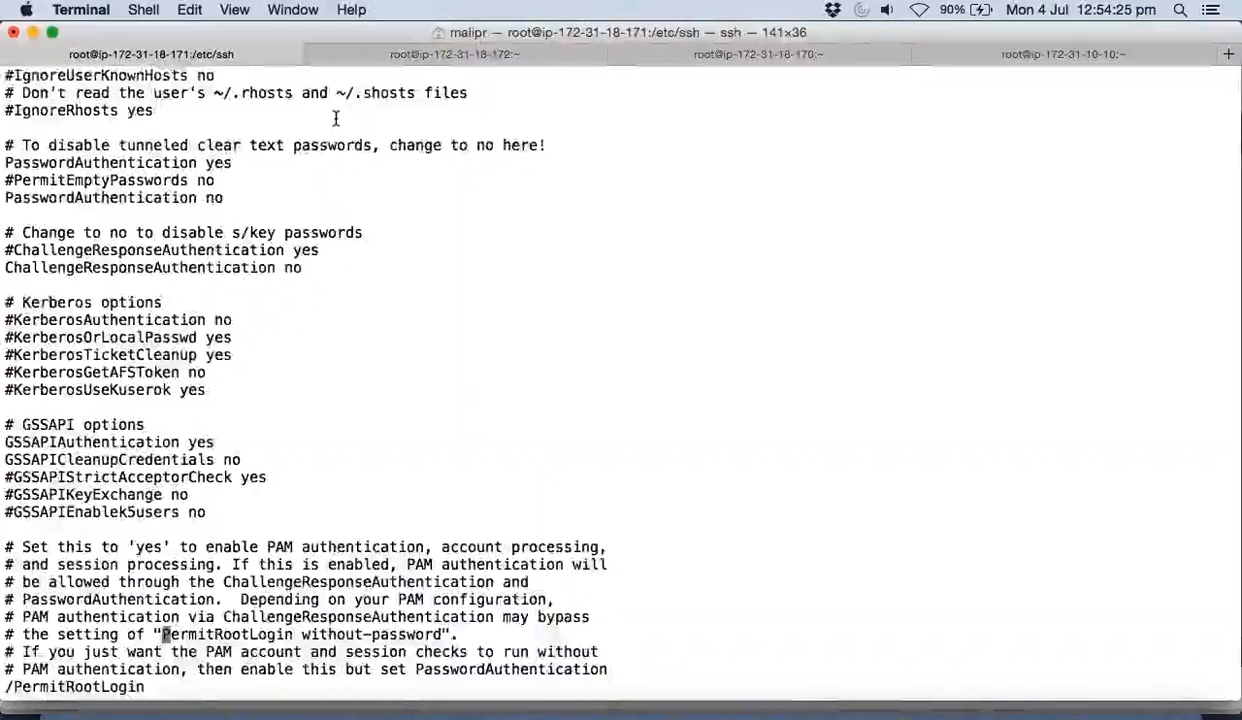 Terminal Shell Edit View Window Help 90% Mon 4 Jul 12:54:25 pm
malipr — root@ip-172-31-18-171:/etc/ssh — ssh — 141×36
root@ip-172-31-18-171:/etc/ssh root@ip-172-31-18-172:~ root@ip-172-31-18-170:~ root@ip-172-31-10-10:~ +
#IgnoreUserKnownHosts no
# Don't read the user's ~/.rhosts and ~/.shosts files
#IgnoreRhosts yes
# To disable tunneled clear text passwords, change to no here!
PasswordAuthentication yes
#PermitEmptyPasswords no
PasswordAuthentication no
# Change to no to disable s/key passwords
#ChallengeResponseAuthentication yes
ChallengeResponseAuthentication no
# Kerberos options
#KerberosAuthentication no
#KerberosOrLocalPasswd yes
#KerberosTicketCleanup yes
#KerberosGetAFSToken no
#KerberosUseKuserok yes
# GSSAPI options
GSSAPIAuthentication yes
GSSAPICleanupCredentials no
#GSSAPIStrictAcceptorCheck yes
#GSSAPIKeyExchange no
#GSSAPIEnablek5users no
# Set this to 'yes' to enable PAM authentication, account processing,
# and session processing. If this is enabled, PAM authentication will
# be allowed through the ChallengeResponseAuthentication and
# PasswordAuthentication.  Depending on your PAM configuration,
# PAM authentication via ChallengeResponseAuthentication may bypass
# the setting of "PermitRootLogin without-password".
# If you just want the PAM account and session checks to run without
# PAM authentication, then enable this but set PasswordAuthentication
/PermitRootLogin